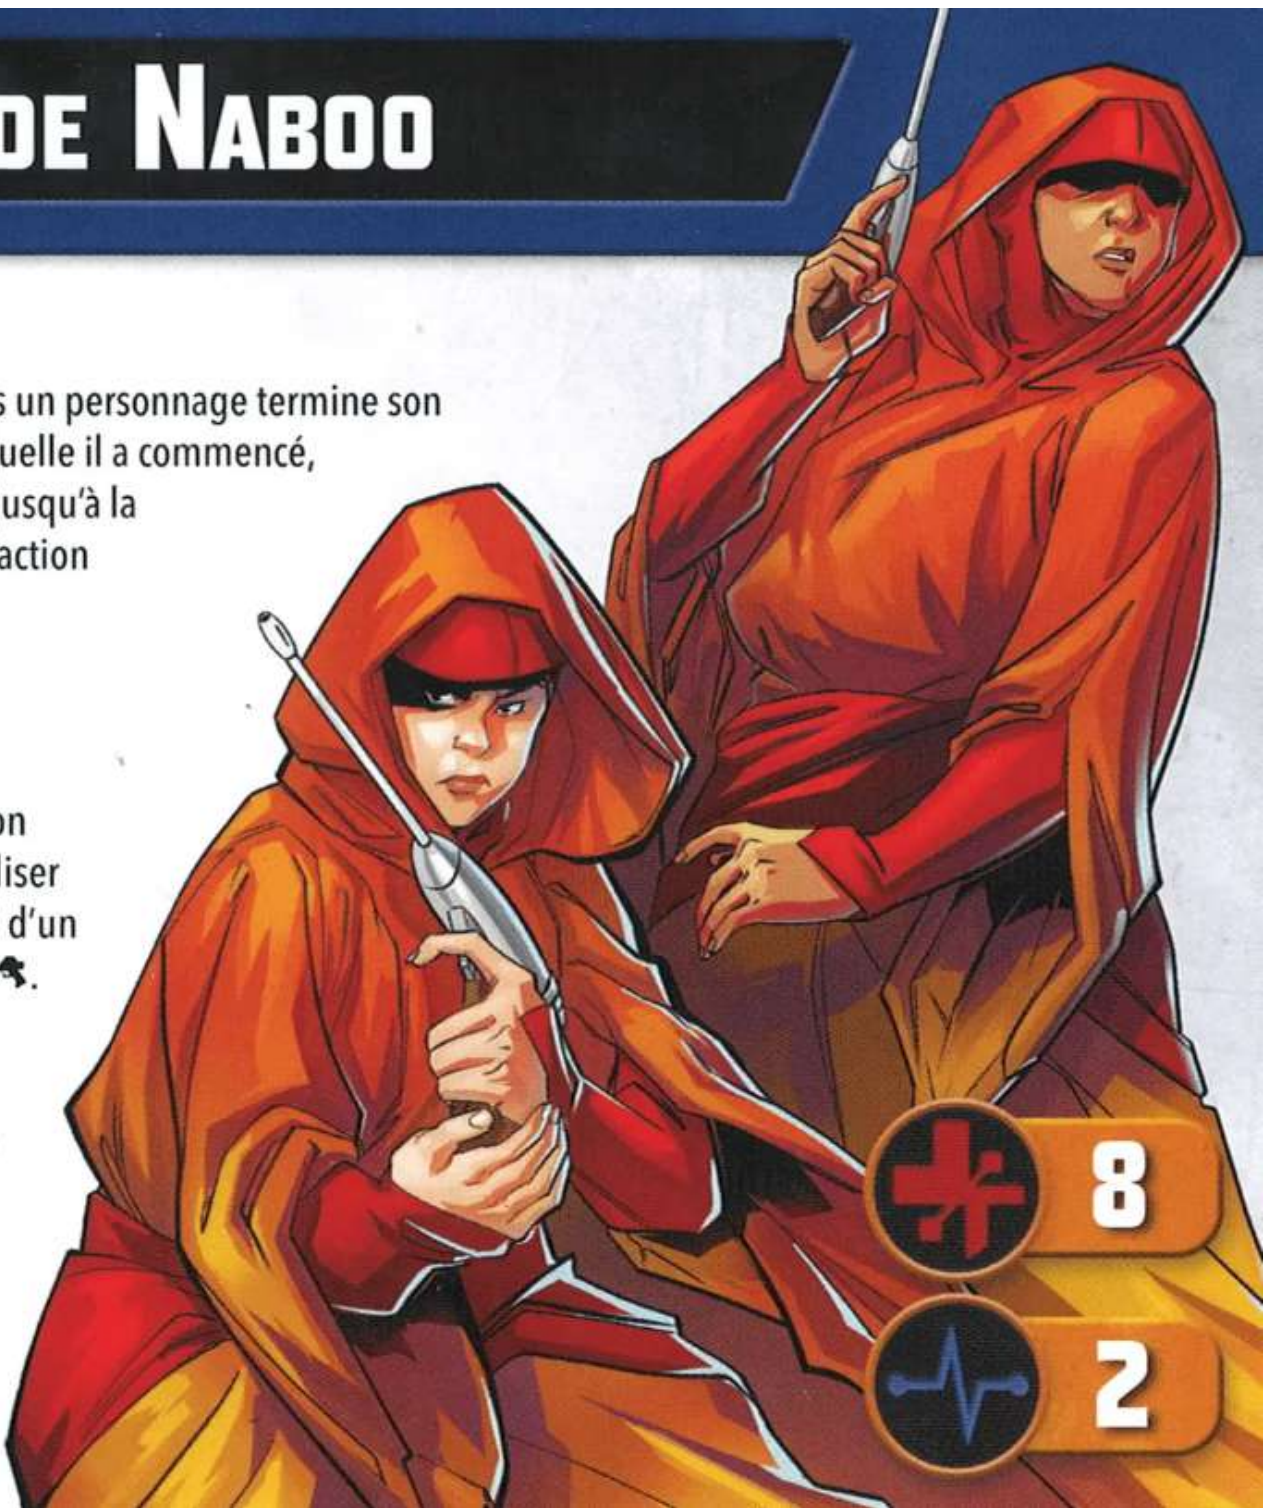 DE NABOO
s un personnage termine son
uelle il a commencé,
usqu'à la
action
on
liser
d'un
.
8
2